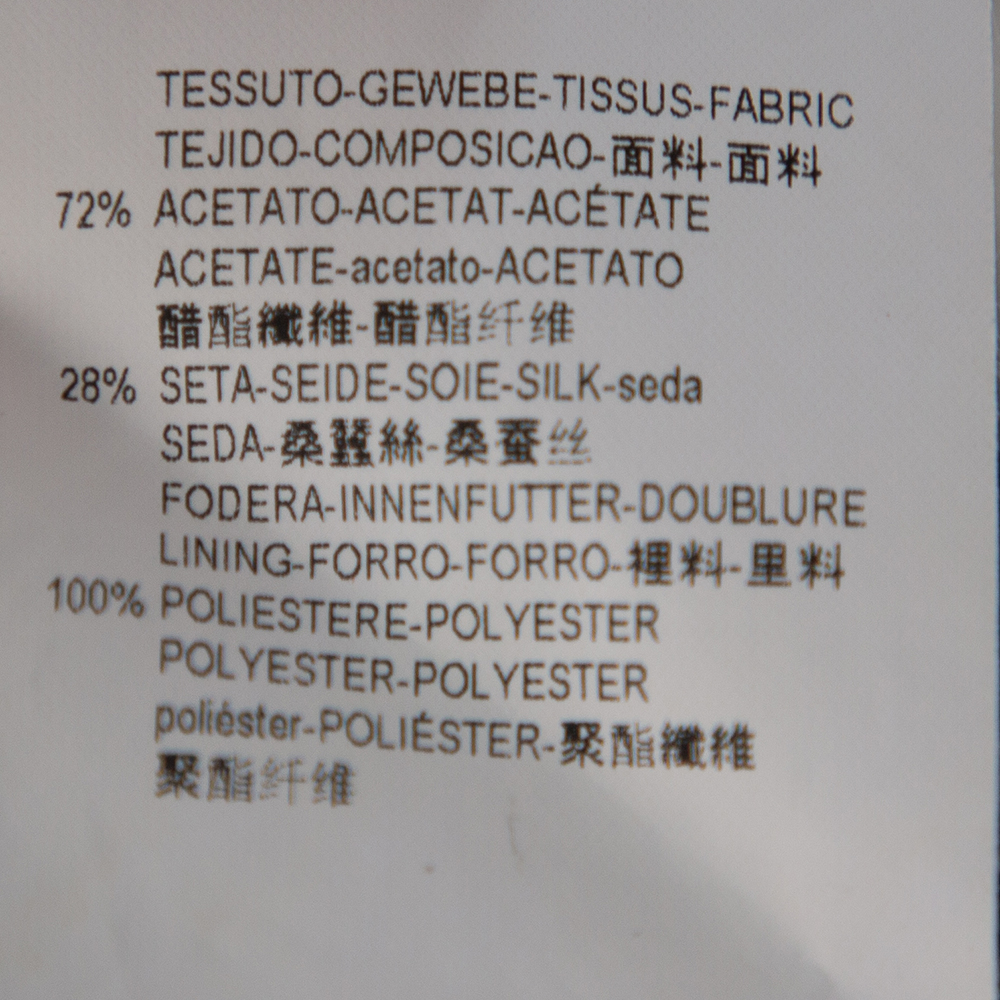 TESSUTO-GEWEBE-TISSUS-FABRIC
TEJIDO-COMPOSICAO-面料-面料
72% ACETATO-ACETAT-ACÉTATE
ACETATE-acetato-ACETATO
醋酯纖維-醋酯纤维
28% SETA-SEIDE-SOIE-SILK-seda
SEDA-桑蠶絲-桑蚕丝
FODERA-INNENFUTTER-DOUBLURE
LINING-FORRO-FORRO-裡料-里料
100% POLIESTERE-POLYESTER
POLYESTER-POLYESTER
poliéster-POLIÉSTER-聚酯纖維
聚酯纤维